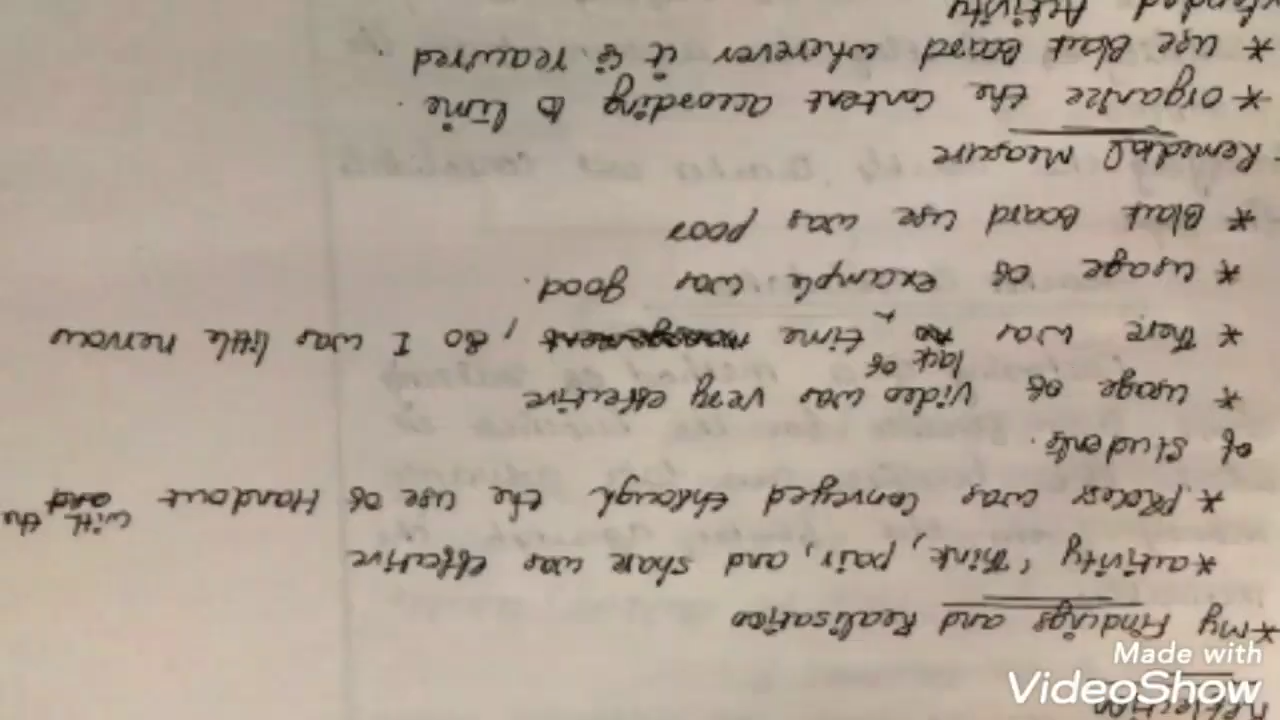 Reflection
*My Findings and Realisation
*activity 'Think, pair, and share was effective
*Process was conveyed through the use of Handout and with the
of students.
* usage of video was very effective
* There was no lack of time management, so I was little nervous
* usage of example was good.
* Black Board use was poor
Remedial Measure
* organize the content according to time.
* use Black Board wherever it is required
Extended Activity
Made with
VideoShow